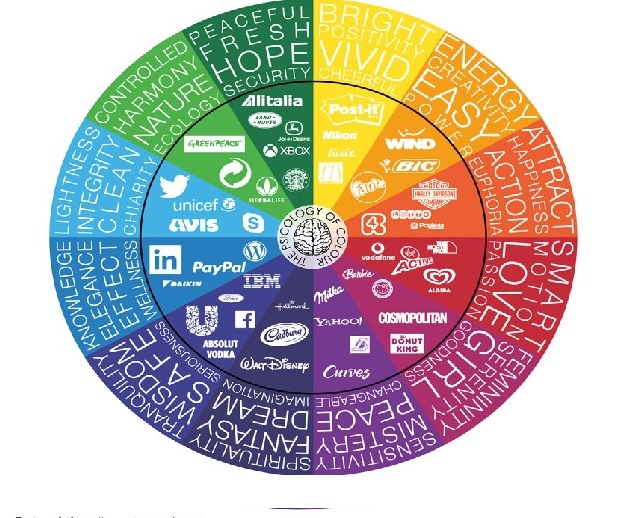 PEACEFUL
FRESH
HOPE
SECURITY
BRIGHT
POSITIVITY
VIVID
CHEERFUL
ENERGY
CREATIVITY
EASY
POWER
ATTRACT
HAPPINESS
ACTION
EUPHORIA
SMART
MOTION
LOVE
PASSION
FEMININITY
SERENITY
GIRL
GOODNESS
SENSITIVITY
MISTERY
PEACE
CHANGEABLE
SPIRITUALITY
FANTASY
DREAM
IMAGINATION
TRANQUILITY
WISDOM
SAFE
SERIOUSNESS
KNOWLEDGE
ELEGANCE
EFFECT
WELLNESS
LIGHTNESS
INTEGRITY
CLEAN
CHIARITY
CONTROLLED
HARMONY
NATURE
ECOLOGY
Alitalia
LAND ROVER
JOHN DEERE
XBOX
Post-it
Nikon
WIND
BIC
Fanta
HARLEY-DAVIDSON
Payless
vodafone
Virgin
ACTIVIA
ALGIDA
Barbie
Milka
COSMOPOLITAN
YAHOO!
DONUT KING
Curves
Hallmark
Cadbury
WALT DISNEY
Ford
ABSOLUT
VODKA
LinkedIn
PayPal
DAIKIN
IBM
unicef
AVIS
GREENPEACE
HERBALIFE
THE PSICOLOGY OF COLOUR